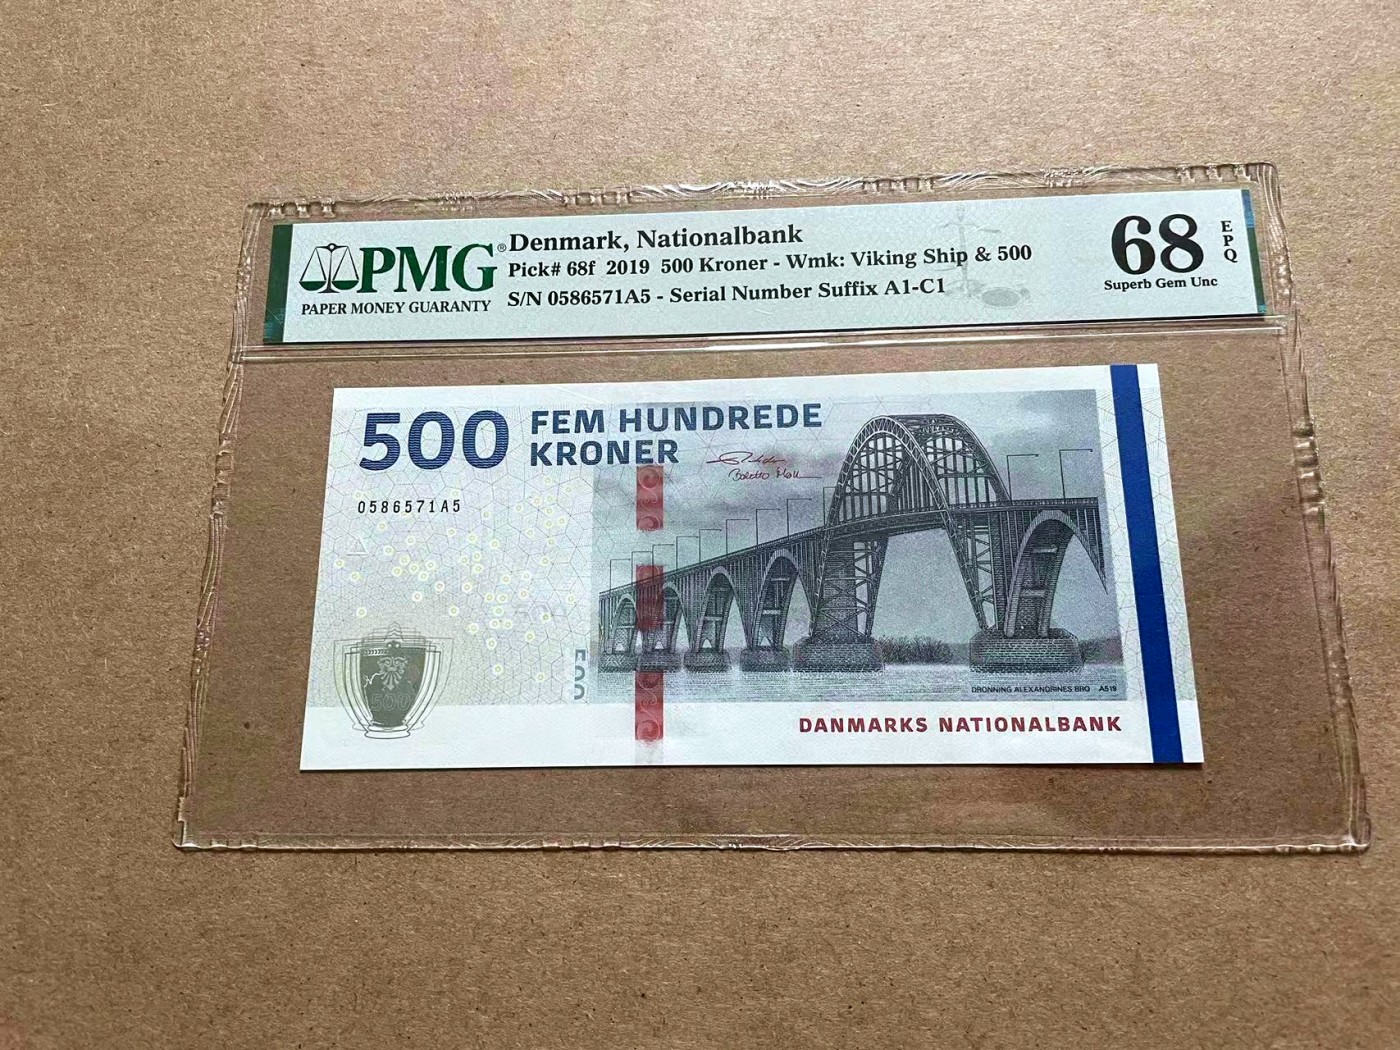 PMG®
PAPER MONEY GUARANTY
Denmark, Nationalbank
Pick# 68f 2019 500 Kroner - Wmk: Viking Ship & 500
S/N 0586571A5 - Serial Number Suffix A1-C1
68
EPQ
Superb Gem Unc
500
FEM HUNDREDE
KRONER
0586571A5
500
DRONNING ALEXANDRINES BRO A519
DANMARKS NATIONALBANK